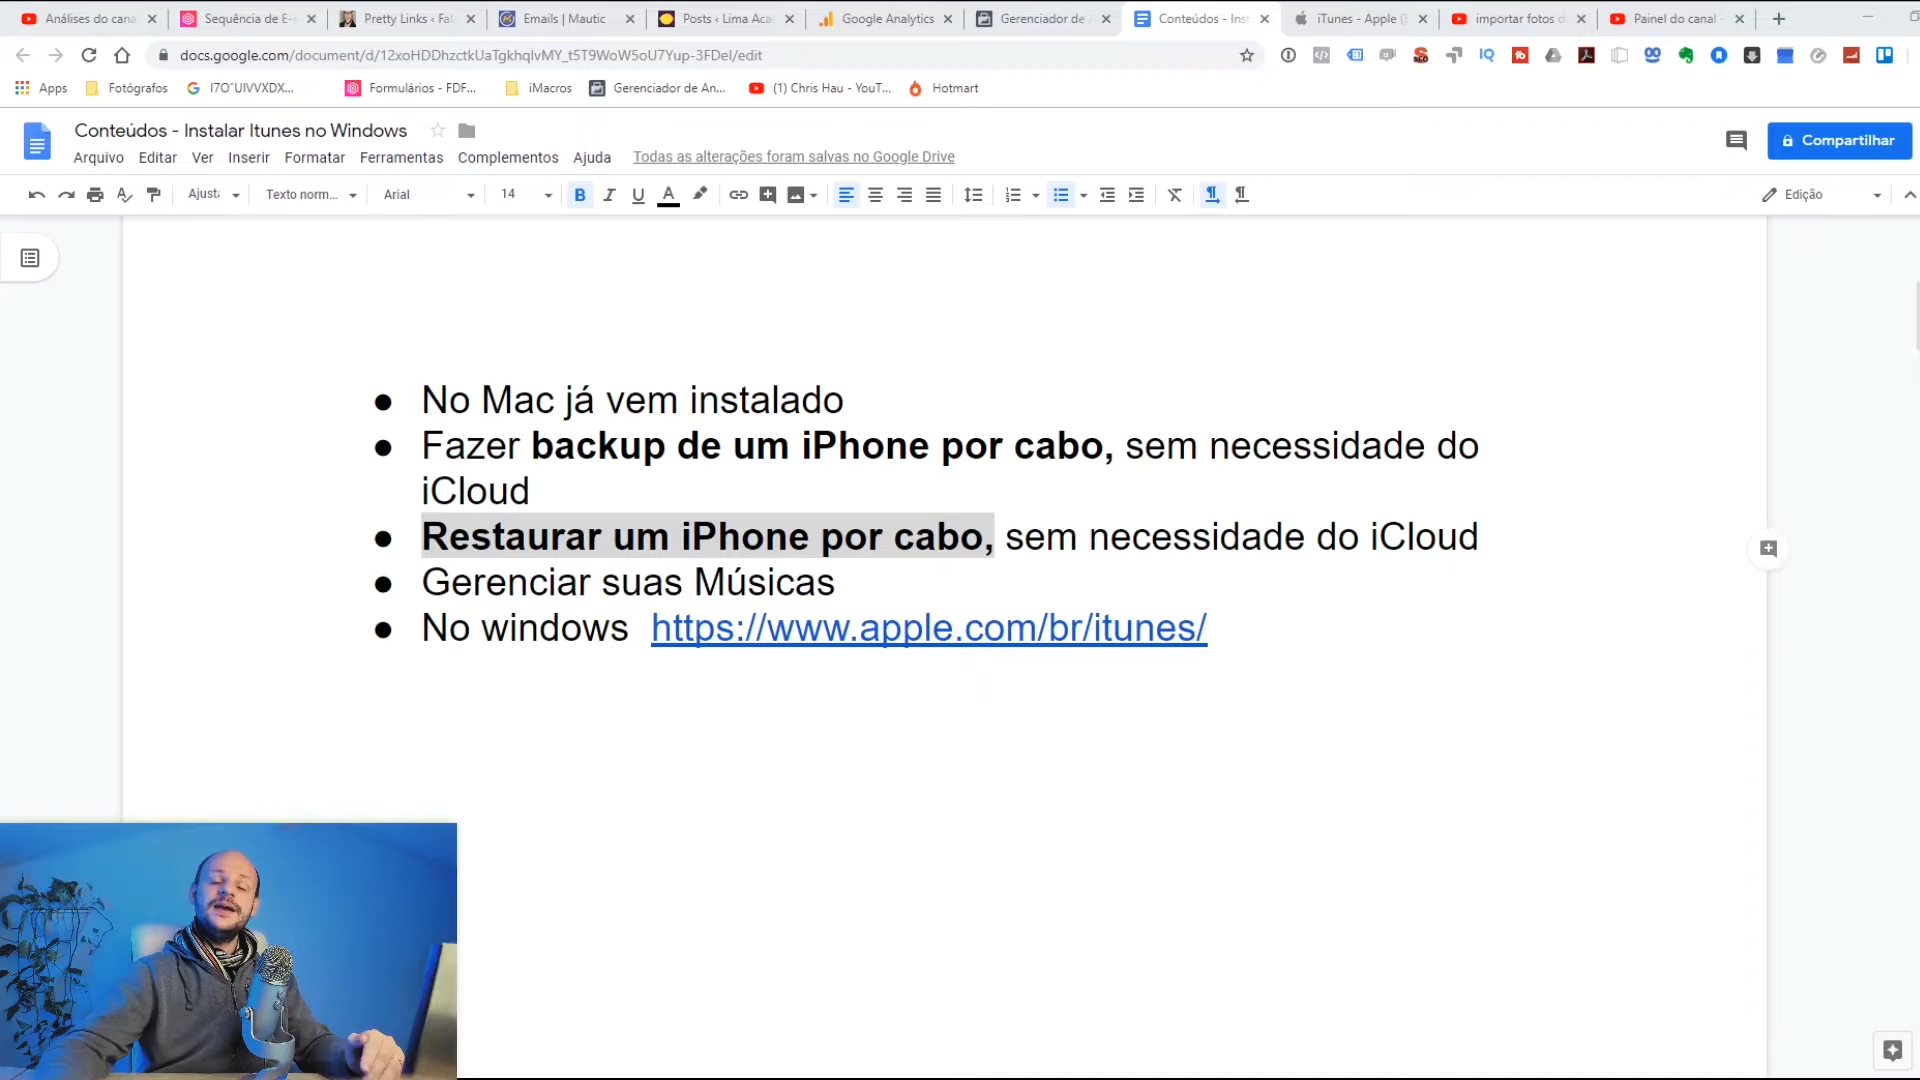 Análises do cana
Sequência de E-
Pretty Links ‹ Fal
Emails | Mautic
Posts ‹ Lima Aca
Google Analytics
Gerenciador de
Conteúdos - Inst
iTunes - Apple (
importar fotos d
Painel do canal -
docs.google.com/document/d/12xoHDDhzctkUaTgkhqlvMY_t5T9WoW5oU7Yup-3FDeI/edit
Apps
Fotógrafos
Formulários - FDF...
iMacros
Gerenciador de An...
(1) Chris Hau - YouT...
Hotmart
Conteúdos - Instalar Itunes no Windows
Compartilhar
Arquivo Editar Ver Inserir Formatar Ferramentas Complementos Ajuda Todas as alterações foram salvas no Google Drive
Ajusta Texto norm... Arial 14 B I U A Edição
● No Mac já vem instalado
● Fazer backup de um iPhone por cabo, sem necessidade do
iCloud
● Restaurar um iPhone por cabo, sem necessidade do iCloud
● Gerenciar suas Músicas
● No windows https://www.apple.com/br/itunes/